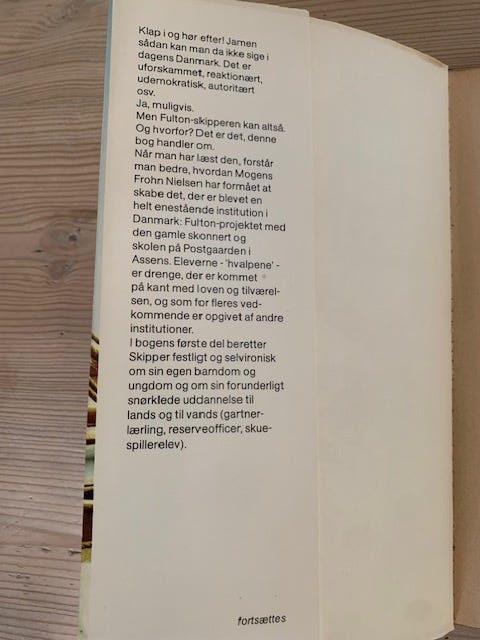 Klap i og hør efter! Jamen
sådan kan man da ikke sige i
dagens Danmark. Det er
uforskammet, reaktionært,
udemokratisk, autoritært
osv.
Ja, muligvis.
Men Fulton-skipperen kan altså.
Og hvorfor? Det er det, denne
bog handler om.
Når man har læst den, forstår
man bedre, hvordan Mogens
Frohn Nielsen har formået at
skabe det, der er blevet en
helt enestående institution i
Danmark: Fulton-projektet med
den gamle skonnert og
skolen på Postgaarden i
Assens. Eleverne - 'hvalpene' -
er drenge, der er kommet
på kant med loven og tilværel-
sen, og som for fleres ved-
kommende er opgivet af andre
institutioner.
I bogens første del beretter
Skipper festligt og selvironisk
om sin egen barndom og
ungdom og om sin forunderligt
snørklede uddannelse til
lands og til vands (gartner-
lærling, reserveofficer, skue-
spillerelev).
fortsættes